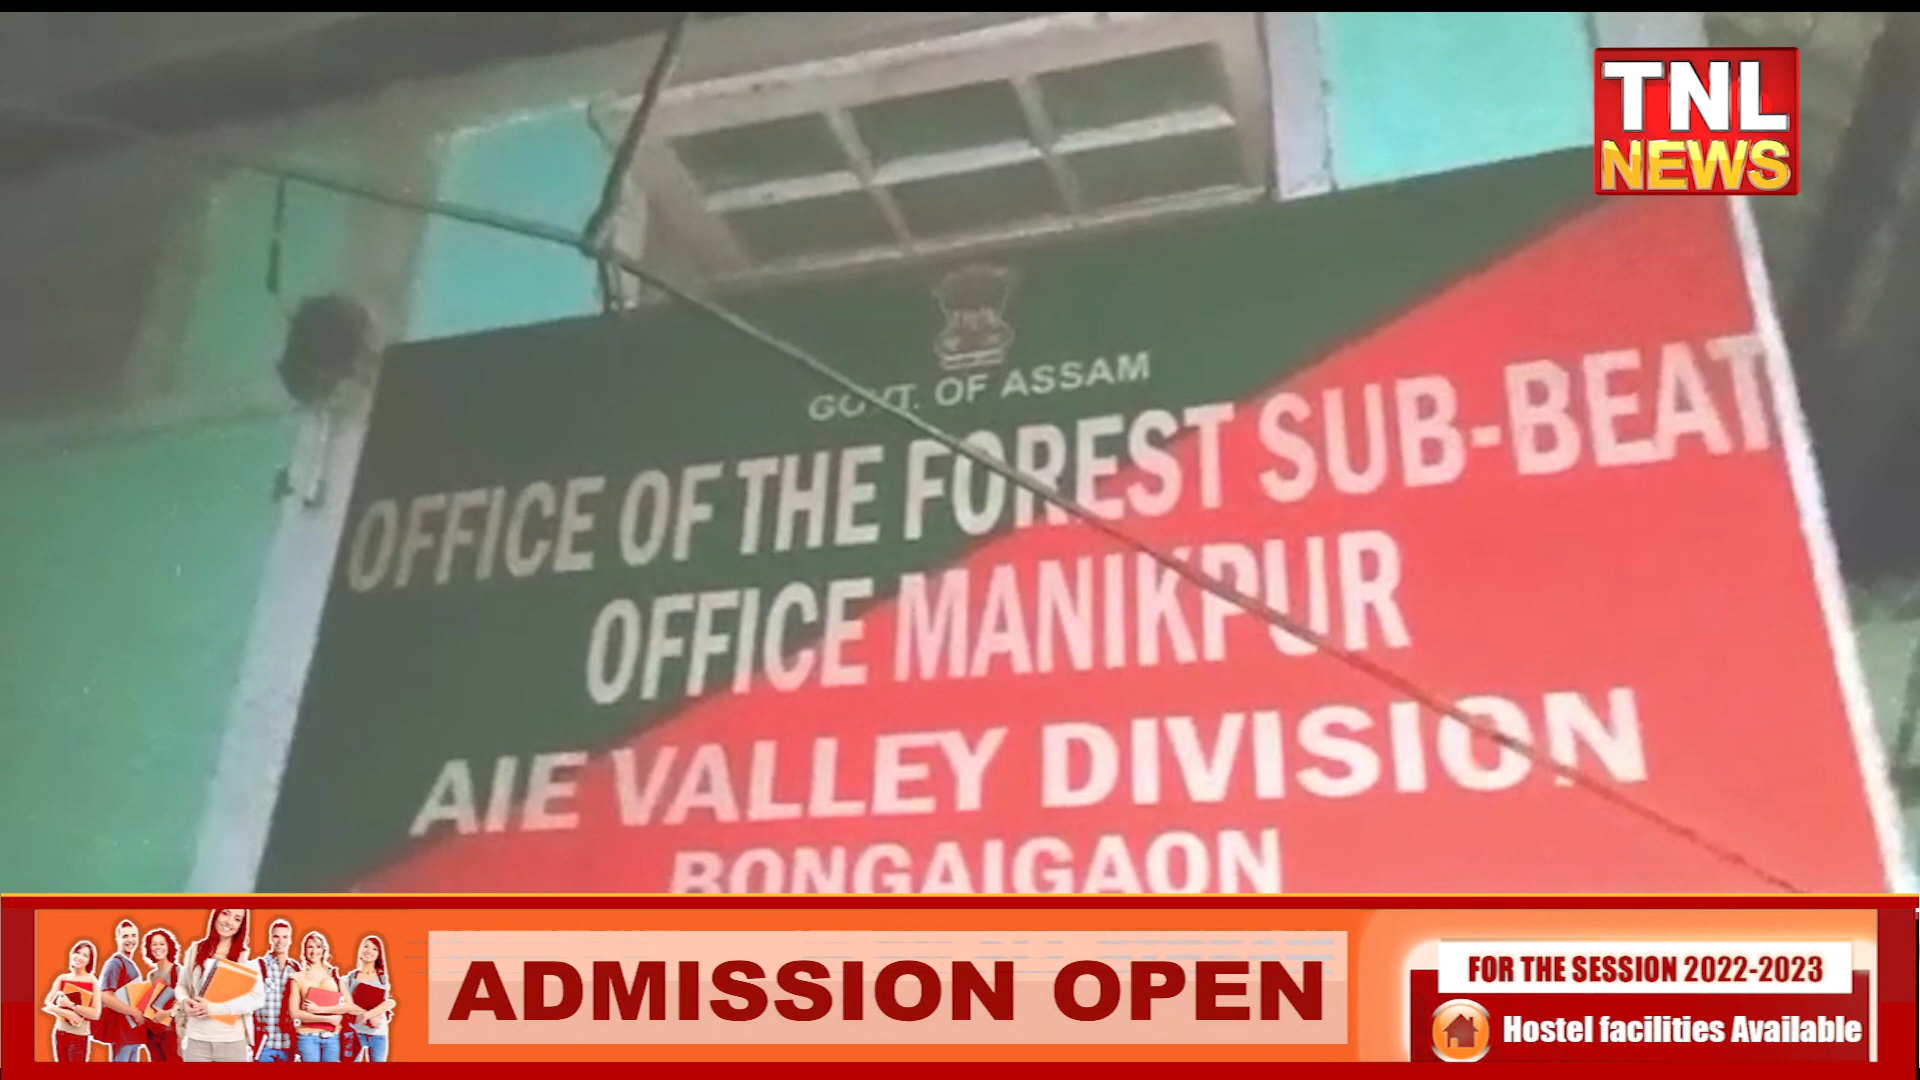 TNL
NEWS
GOVT. OF ASSAM
OFFICE OF THE FOREST SUB-BEAT
OFFICE MANIKPUR
AIE VALLEY DIVISION
BONGAIGAON
ADMISSION OPEN
FOR THE SESSION 2022-2023
Hostel facilities Available